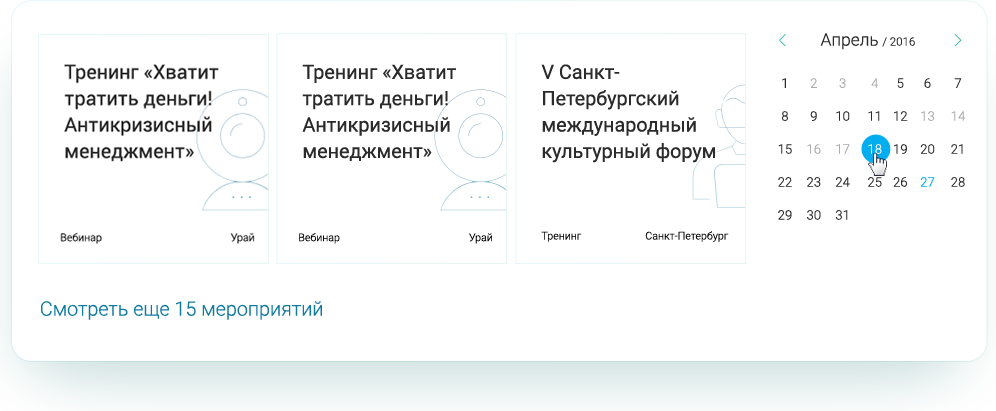 Тренинг «Хватит
тратить деньги!
Антикризисный
менеджмент»
Вебинар
Урай
Тренинг «Хватит
тратить деньги!
Антикризисный
менеджмент»
Вебинар
Урай
V Санкт-
Петербургский
международный
культурный форум
Тренинг
Санкт-Петербург
Апрель / 2016
1 2 3 4 5 6 7
8 9 10 11 12 13 14
15 16 17 18 19 20 21
22 23 24 25 26 27 28
29 30 31
Смотреть еще 15 мероприятий